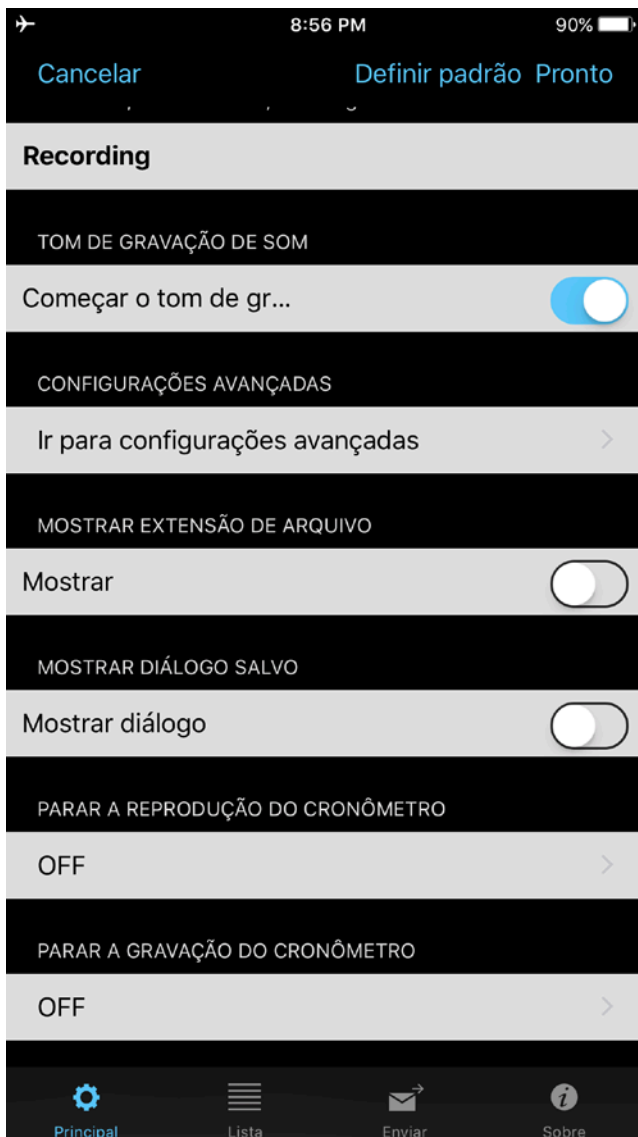 8:56 PM 90%
Cancelar Definir padrão Pronto
Recording
TOM DE GRAVAÇÃO DE SOM
Começar o tom de gr...
CONFIGURAÇÕES AVANÇADAS
Ir para configurações avançadas
MOSTRAR EXTENSÃO DE ARQUIVO
Mostrar
MOSTRAR DIÁLOGO SALVO
Mostrar diálogo
PARAR A REPRODUÇÃO DO CRONÔMETRO
OFF
PARAR A GRAVAÇÃO DO CRONÔMETRO
OFF
Principal Lista Enviar Sobre